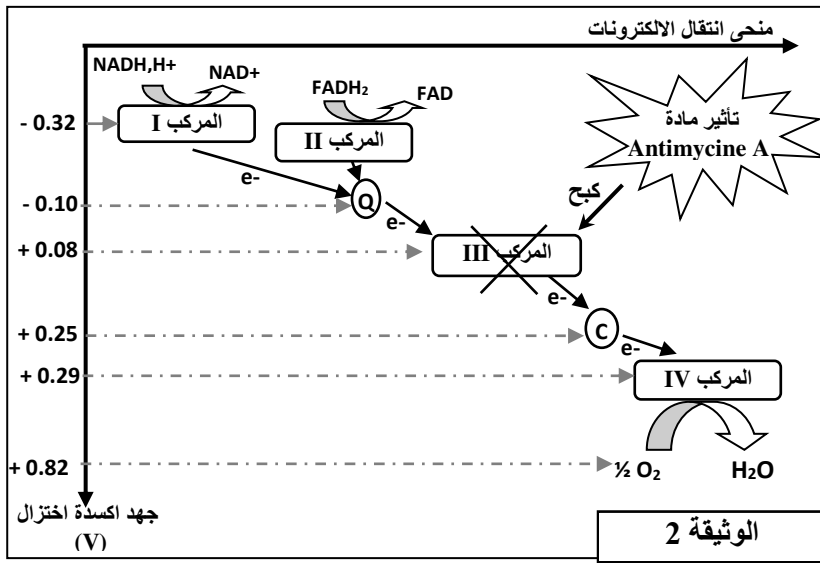 منحى انتقال الالكترونات
NADH,H+
NAD+
FADH₂
FAD
تأثير مادة
Antimycine A
- 0.32
المركب I
المركب II
e-
كبح
- 0.10
Q
e-
+ 0.08
المركب III
e-
+ 0.25
C
e-
+ 0.29
المركب IV
+ 0.82
½ O₂
H₂O
جهد اكسدة اختزال
(V)
الوثيقة 2